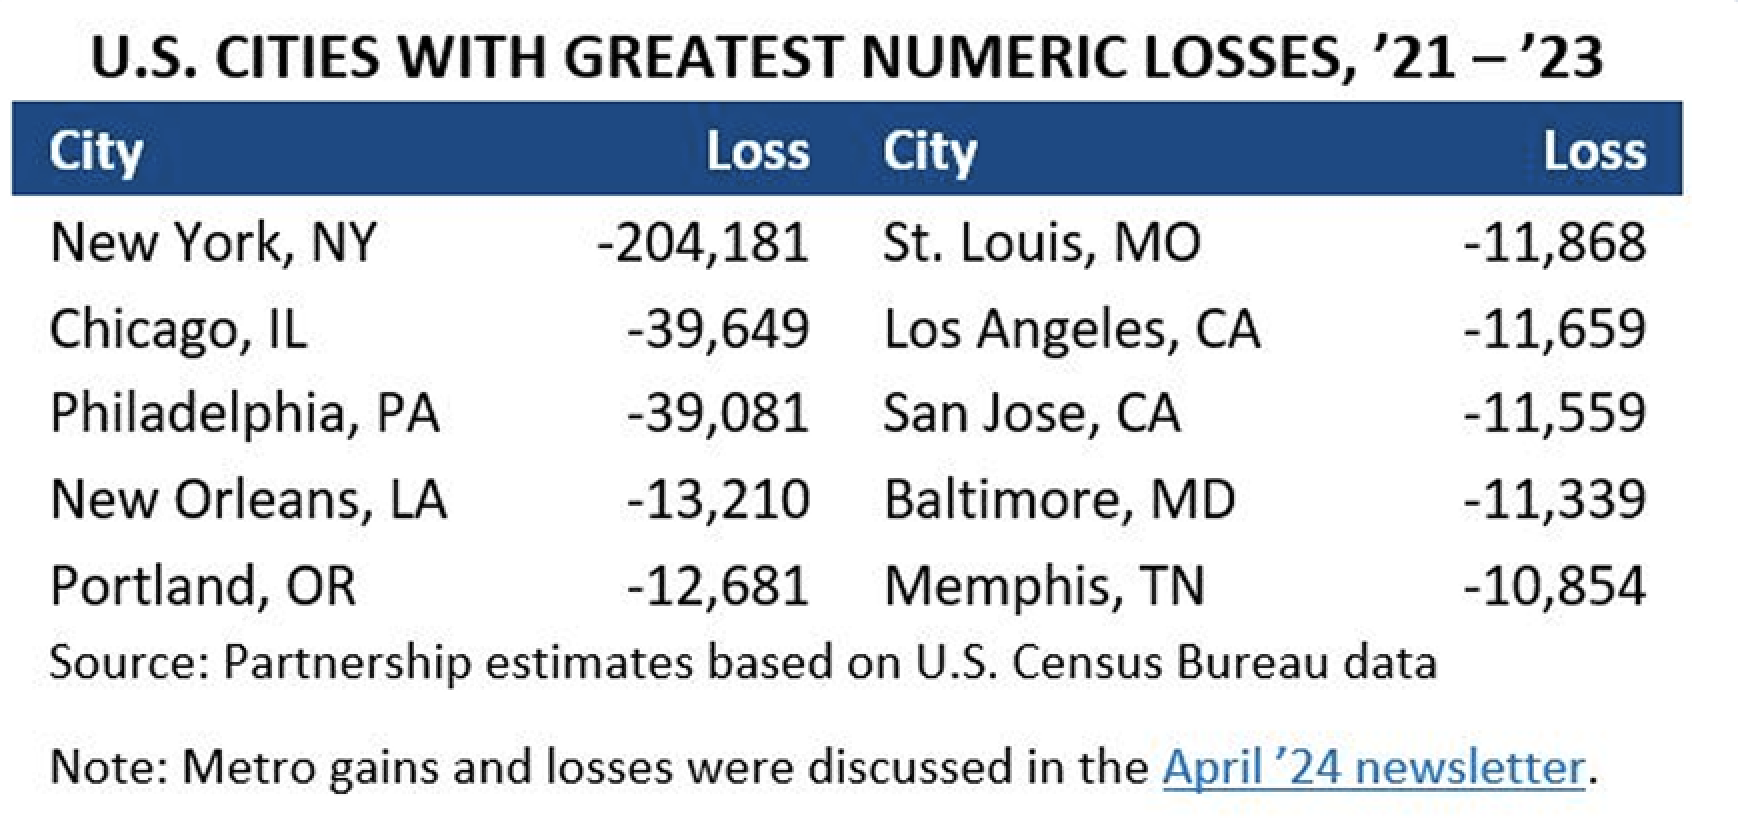 U.S. CITIES WITH GREATEST NUMERIC LOSSES, ’21 – ’23
City Loss City Loss
New York, NY -204,181 St. Louis, MO -11,868
Chicago, IL -39,649 Los Angeles, CA -11,659
Philadelphia, PA -39,081 San Jose, CA -11,559
New Orleans, LA -13,210 Baltimore, MD -11,339
Portland, OR -12,681 Memphis, TN -10,854
Source: Partnership estimates based on U.S. Census Bureau data
Note: Metro gains and losses were discussed in the April ’24 newsletter.